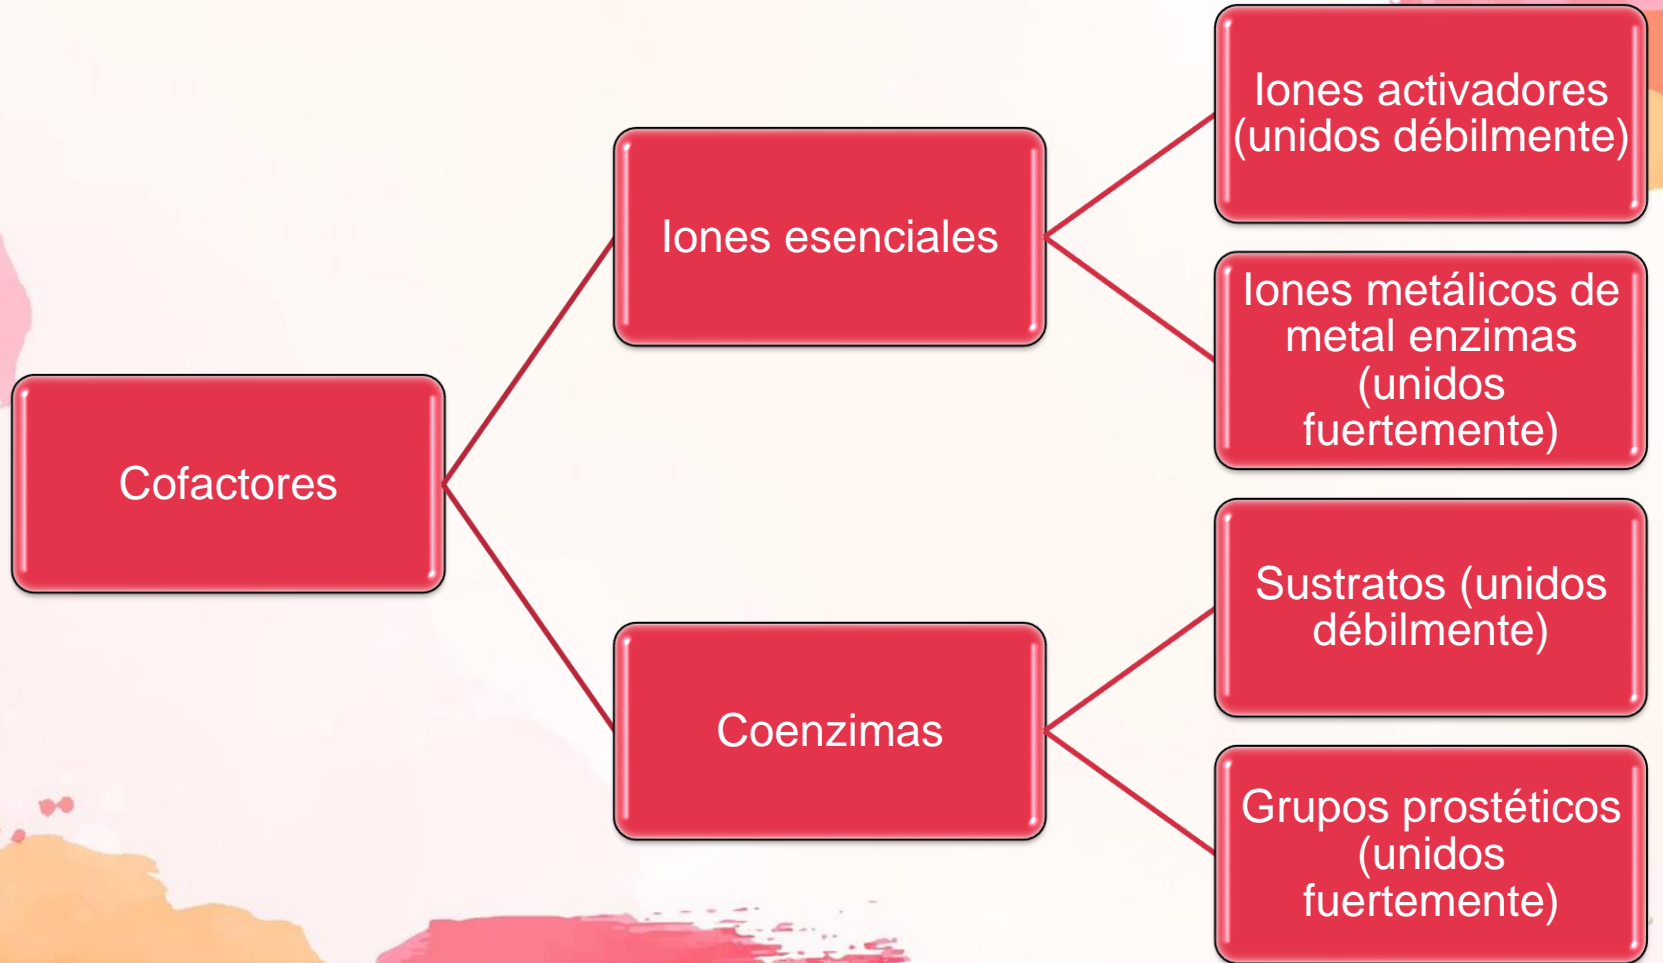 Cofactores
Iones esenciales
Coenzimas
Iones activadores
(unidos débilmente)
Iones metálicos de
metal enzimas
(unidos
fuertemente)
Sustratos (unidos
débilmente)
Grupos prostéticos
(unidos
fuertemente)